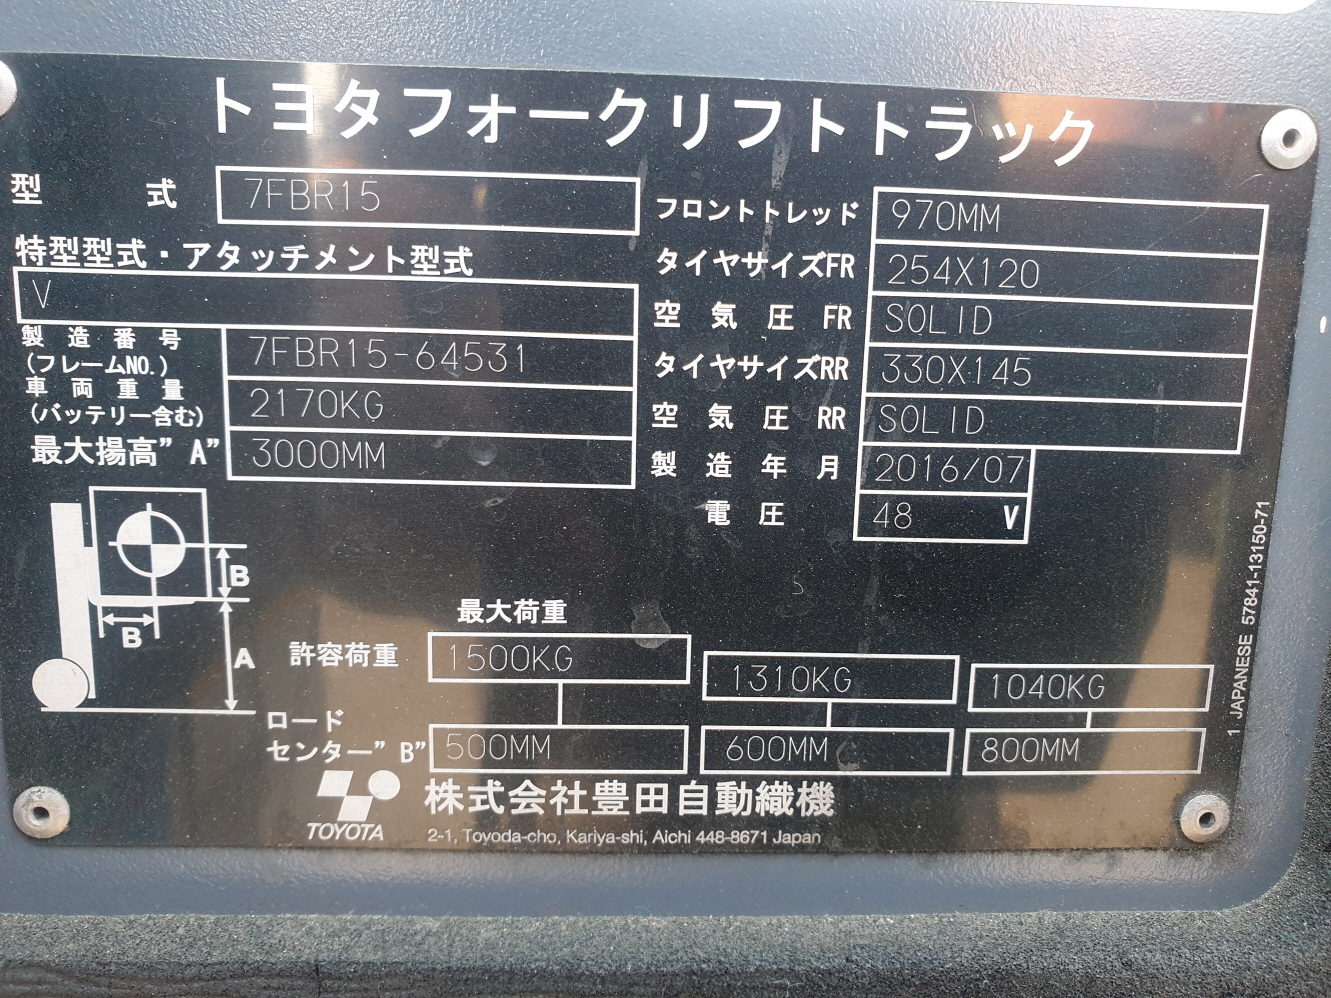 トヨタフォークリフトトラック
型 式 7FBR15
特型型式・アタッチメント型式
V
製造番号
(フレームNO.) 7FBR15-64531
車両重量
(バッテリー含む) 2170KG
最大揚高"A" 3000MM
フロントトレッド 970MM
タイヤサイズFR 254X120
空気圧 FR SOLID
タイヤサイズRR 330X145
空気圧 RR SOLID
製造年月 2016/07
電圧 48 V
B
B
A
最大荷重
許容荷重 1500KG 1310KG 1040KG
ロード
センター"B" 500MM 600MM 800MM
TOYOTA
株式会社豊田自動織機
2-1, Toyoda-cho, Kariya-shi, Aichi 448-8671 Japan
1 JAPANESE 57841-13150-71